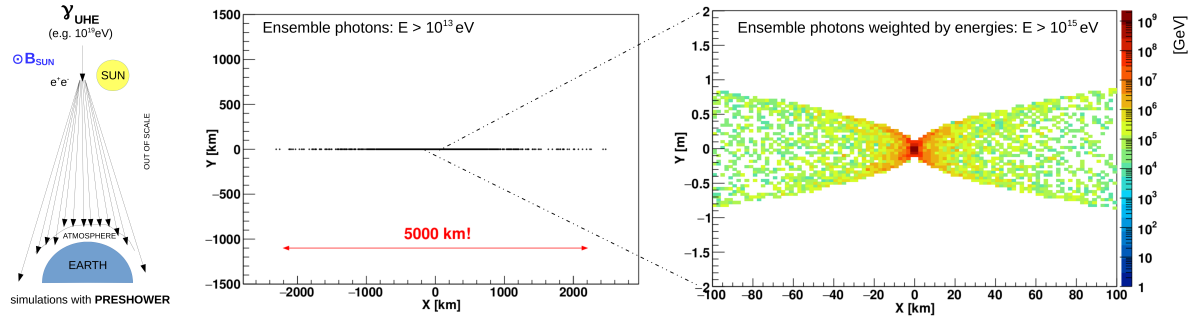 γUHE
(e.g. 10¹⁹eV)
⊙BSUN
SUN
e⁺e⁻
OUT OF SCALE
ATMOSPHERE
EARTH
simulations with PRESHOWER
Ensemble photons: E > 10¹³ eV
Y [km]
1500
1000
500
0
−500
−1000
−1500
5000 km!
−2000 −1000 0 1000 2000
X [km]
Ensemble photons weighted by energies: E > 10¹⁵ eV
Y [m]
2
1.5
1
0.5
0
−0.5
−1
−1.5
−2
−100 −80 −60 −40 −20 0 20 40 60 80 100
X [km]
[GeV]
10⁹
10⁸
10⁷
10⁶
10⁵
10⁴
10³
10²
10
1